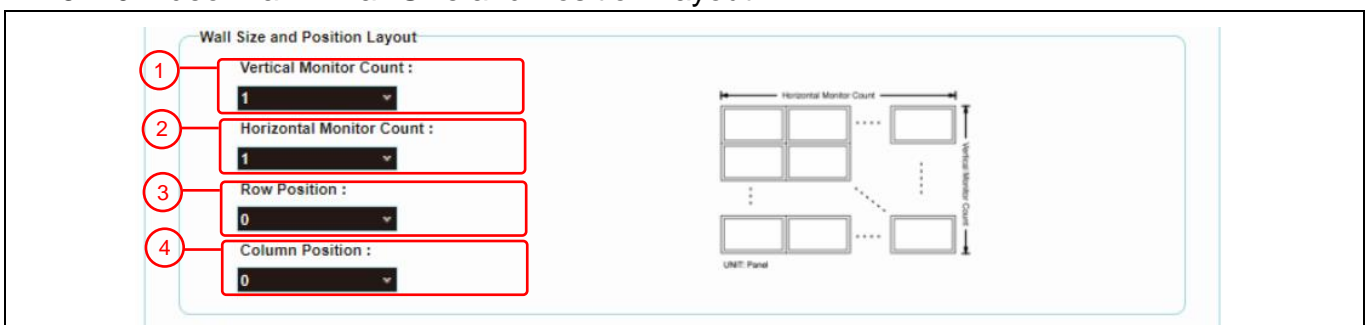 Wall Size and Position Layout
1
Vertical Monitor Count :
1
2
Horizontal Monitor Count :
1
3
Row Position :
0
4
Column Position :
0
Horizontal Monitor Count
Vertical Monitor Count
UNIT: Panel